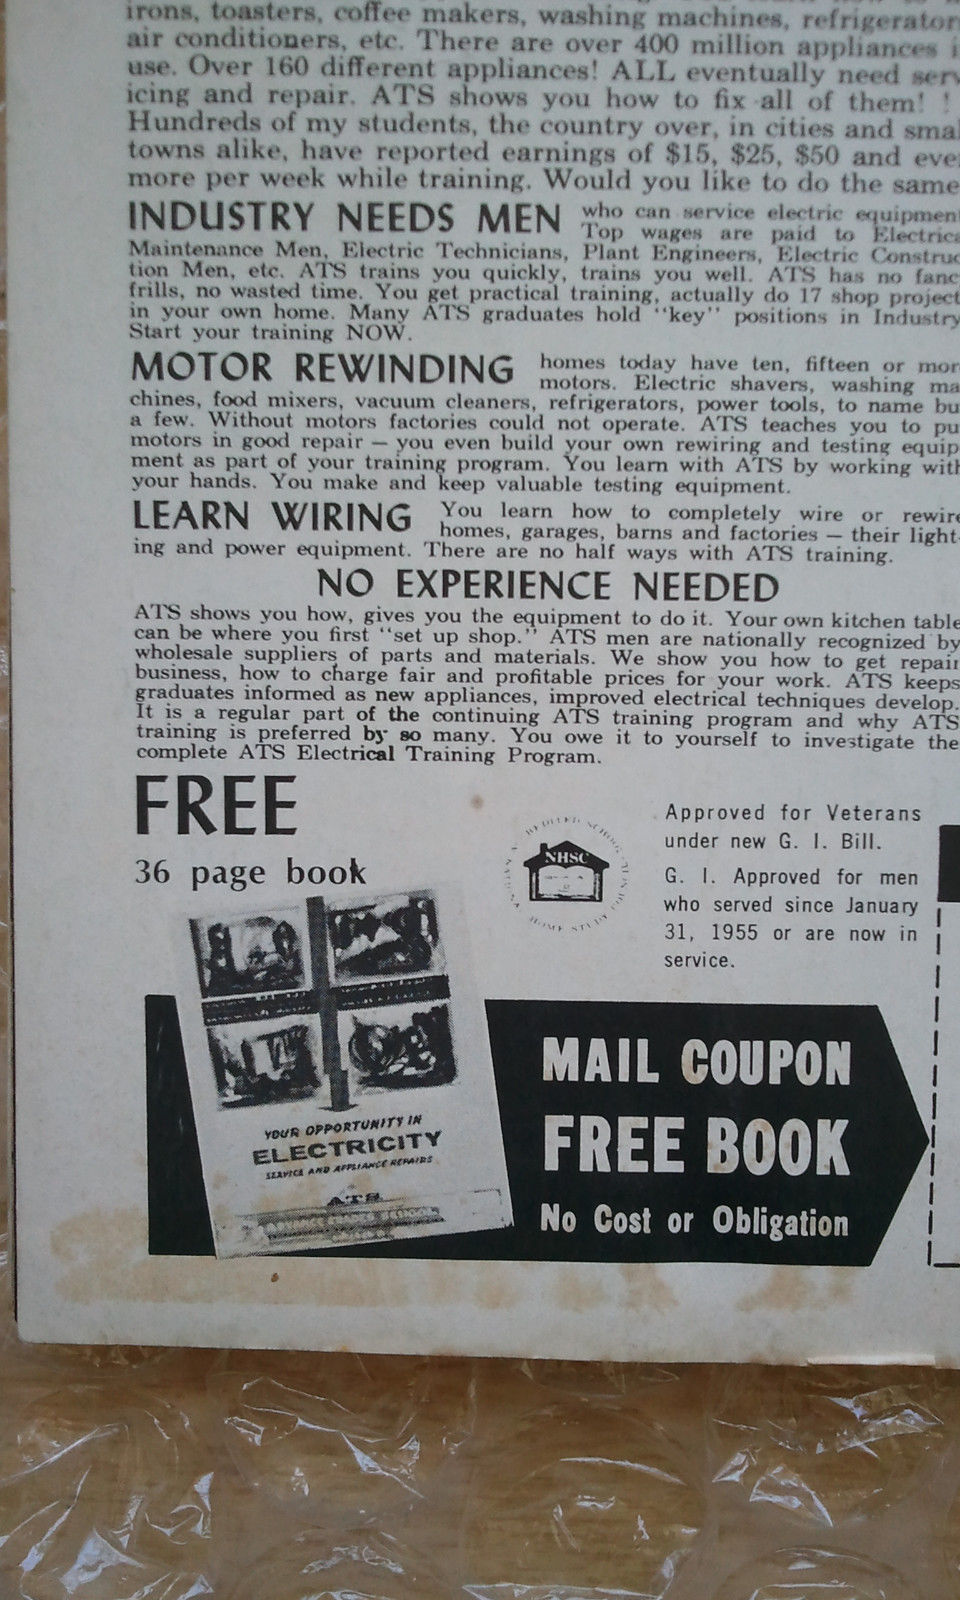 irons, toasters, coffee makers, washing machines, refrigerator
air conditioners, etc. There are over 400 million appliances i
use. Over 160 different appliances! ALL eventually need serv
icing and repair. ATS shows you how to fix all of them! !
Hundreds of my students, the country over, in cities and smal
towns alike, have reported earnings of $15, $25, $50 and eve
more per week while training. Would you like to do the same
INDUSTRY NEEDS MEN who can service electric equipment
Top wages are paid to Electrica
Maintenance Men, Electric Technicians, Plant Engineers, Electric Construc
tion Men, etc. ATS trains you quickly, trains you well. ATS has no fanc
frills, no wasted time. You get practical training, actually do 17 shop project
in your own home. Many ATS graduates hold "key" positions in Industry
Start your training NOW.
MOTOR REWINDING homes today have ten, fifteen or mor
motors. Electric shavers, washing ma
chines, food mixers, vacuum cleaners, refrigerators, power tools, to name bu
a few. Without motors factories could not operate. ATS teaches you to pu
motors in good repair — you even build your own rewiring and testing equip
ment as part of your training program. You learn with ATS by working with
your hands. You make and keep valuable testing equipment.
LEARN WIRING You learn how to completely wire or rewire
homes, garages, barns and factories — their light-
ing and power equipment. There are no half ways with ATS training.
NO EXPERIENCE NEEDED
ATS shows you how, gives you the equipment to do it. Your own kitchen table
can be where you first "set up shop." ATS men are nationally recognized by
wholesale suppliers of parts and materials. We show you how to get repair
business, how to charge fair and profitable prices for your work. ATS keeps
graduates informed as new appliances, improved electrical techniques develop.
It is a regular part of the continuing ATS training program and why ATS
training is preferred by so many. You owe it to yourself to investigate the
complete ATS Electrical Training Program.
FREE
36 page book
NHSC
HOME STUDY
Approved for Veterans
under new G. I. Bill.
G. I. Approved for men
who served since January
31, 1955 or are now in
service.
YOUR OPPORTUNITY IN
ELECTRICITY
SERVICE AND APPLIANCE REPAIRS
ATS
MAIL COUPON
FREE BOOK
No Cost or Obligation